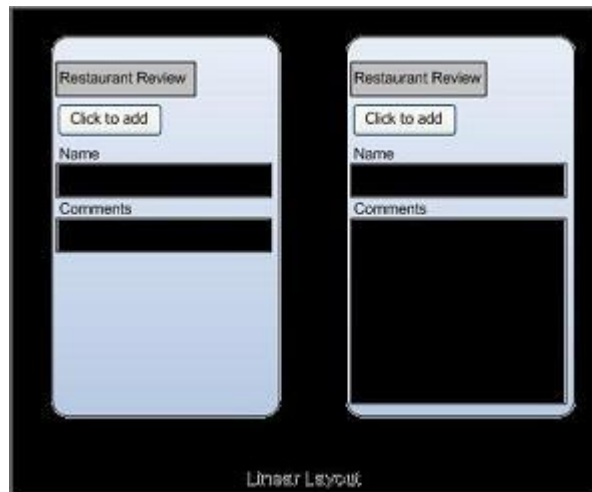 Restaurant Review
Click to add
Name
Comments
Restaurant Review
Click to add
Name
Comments
Linear Layout